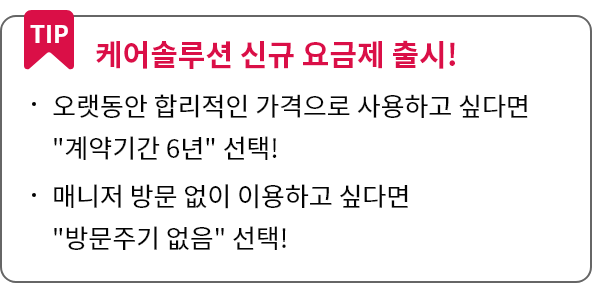 TIP
케어솔루션 신규 요금제 출시!
· 오랫동안 합리적인 가격으로 사용하고 싶다면
"계약기간 6년" 선택!
· 매니저 방문 없이 이용하고 싶다면
"방문주기 없음" 선택!